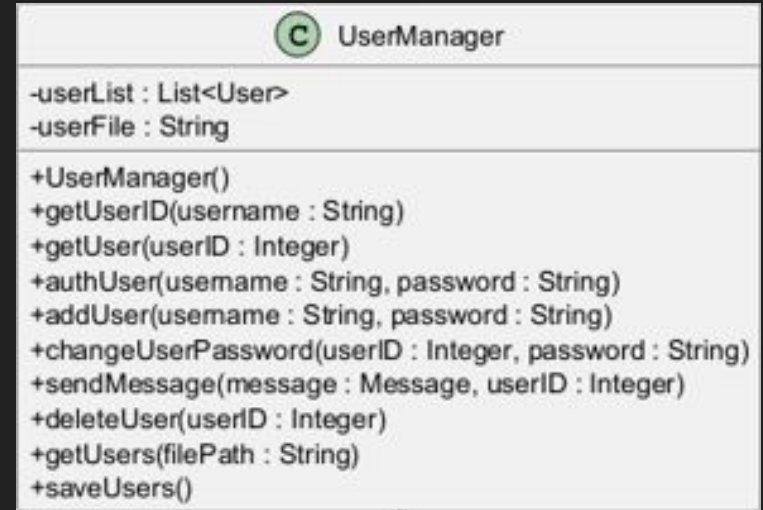 C UserManager
-userList : List<User>
-userFile : String
+UserManager()
+getUserID(username : String)
+getUser(userID : Integer)
+authUser(username : String, password : String)
+addUser(username : String, password : String)
+changeUserPassword(userID : Integer, password : String)
+sendMessage(message : Message, userID : Integer)
+deleteUser(userID : Integer)
+getUsers(filePath : String)
+saveUsers()